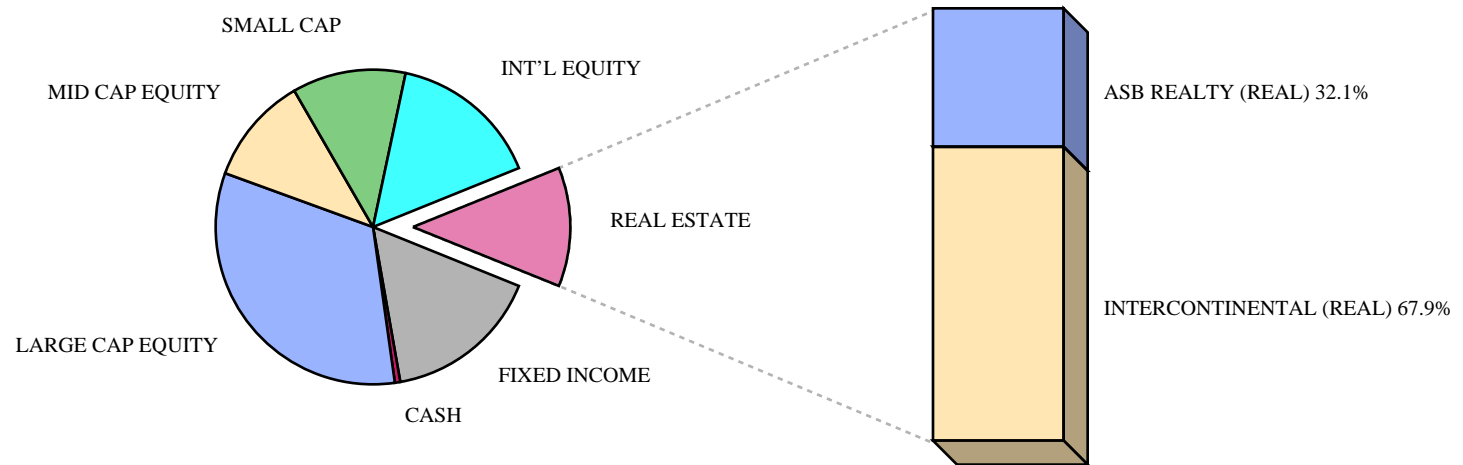 SMALL CAP
INT'L EQUITY
MID CAP EQUITY
ASB REALTY (REAL) 32.1%
REAL ESTATE
INTERCONTINENTAL (REAL) 67.9%
LARGE CAP EQUITY
FIXED INCOME
CASH